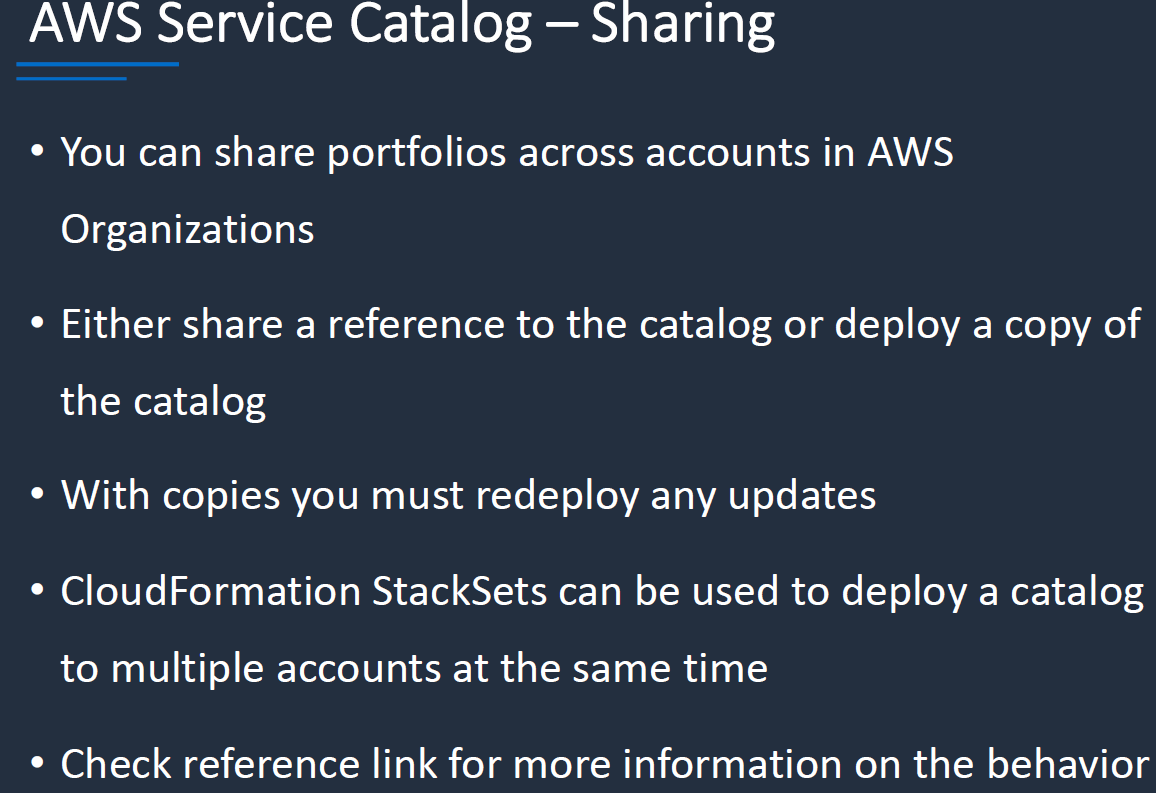 AWS Service Catalog – Sharing
• You can share portfolios across accounts in AWS
Organizations
• Either share a reference to the catalog or deploy a copy of
the catalog
• With copies you must redeploy any updates
• CloudFormation StackSets can be used to deploy a catalog
to multiple accounts at the same time
• Check reference link for more information on the behavior